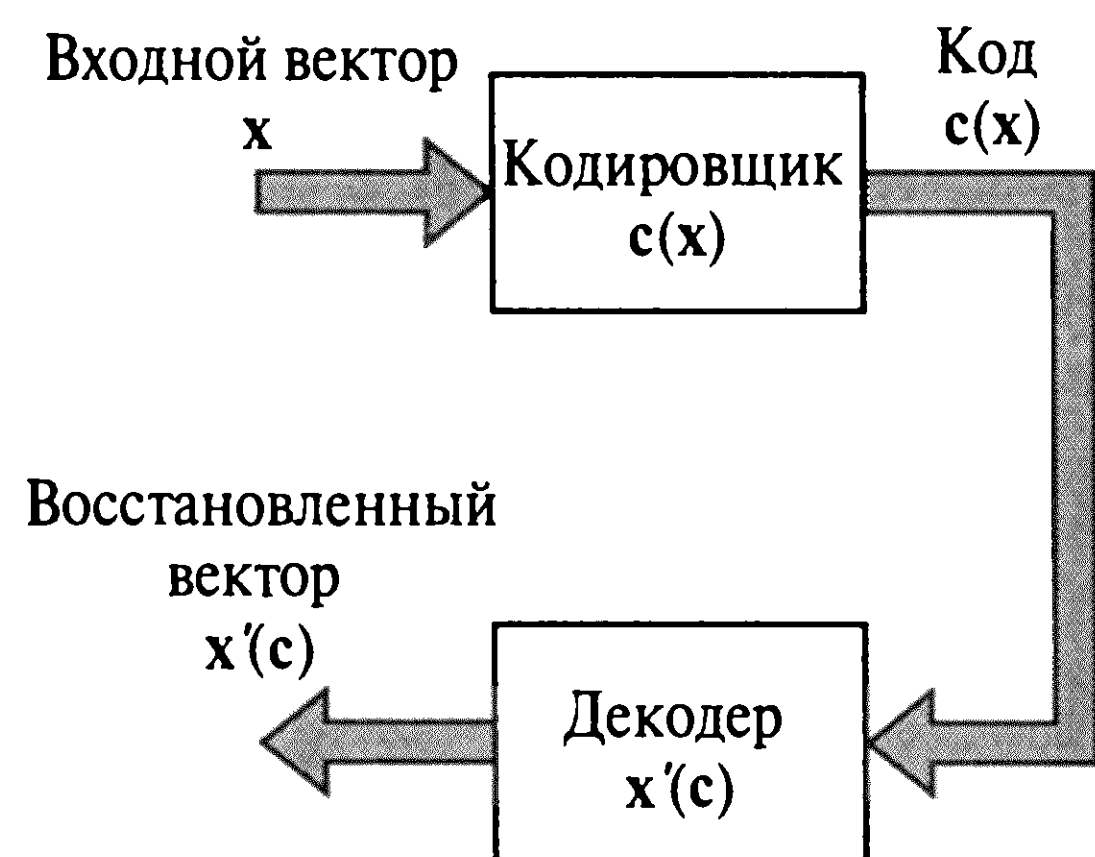 Входной вектор
x
Кодировщик
c(x)
Код
c(x)
Восстановленный
вектор
x′(c)
Декодер
x′(c)